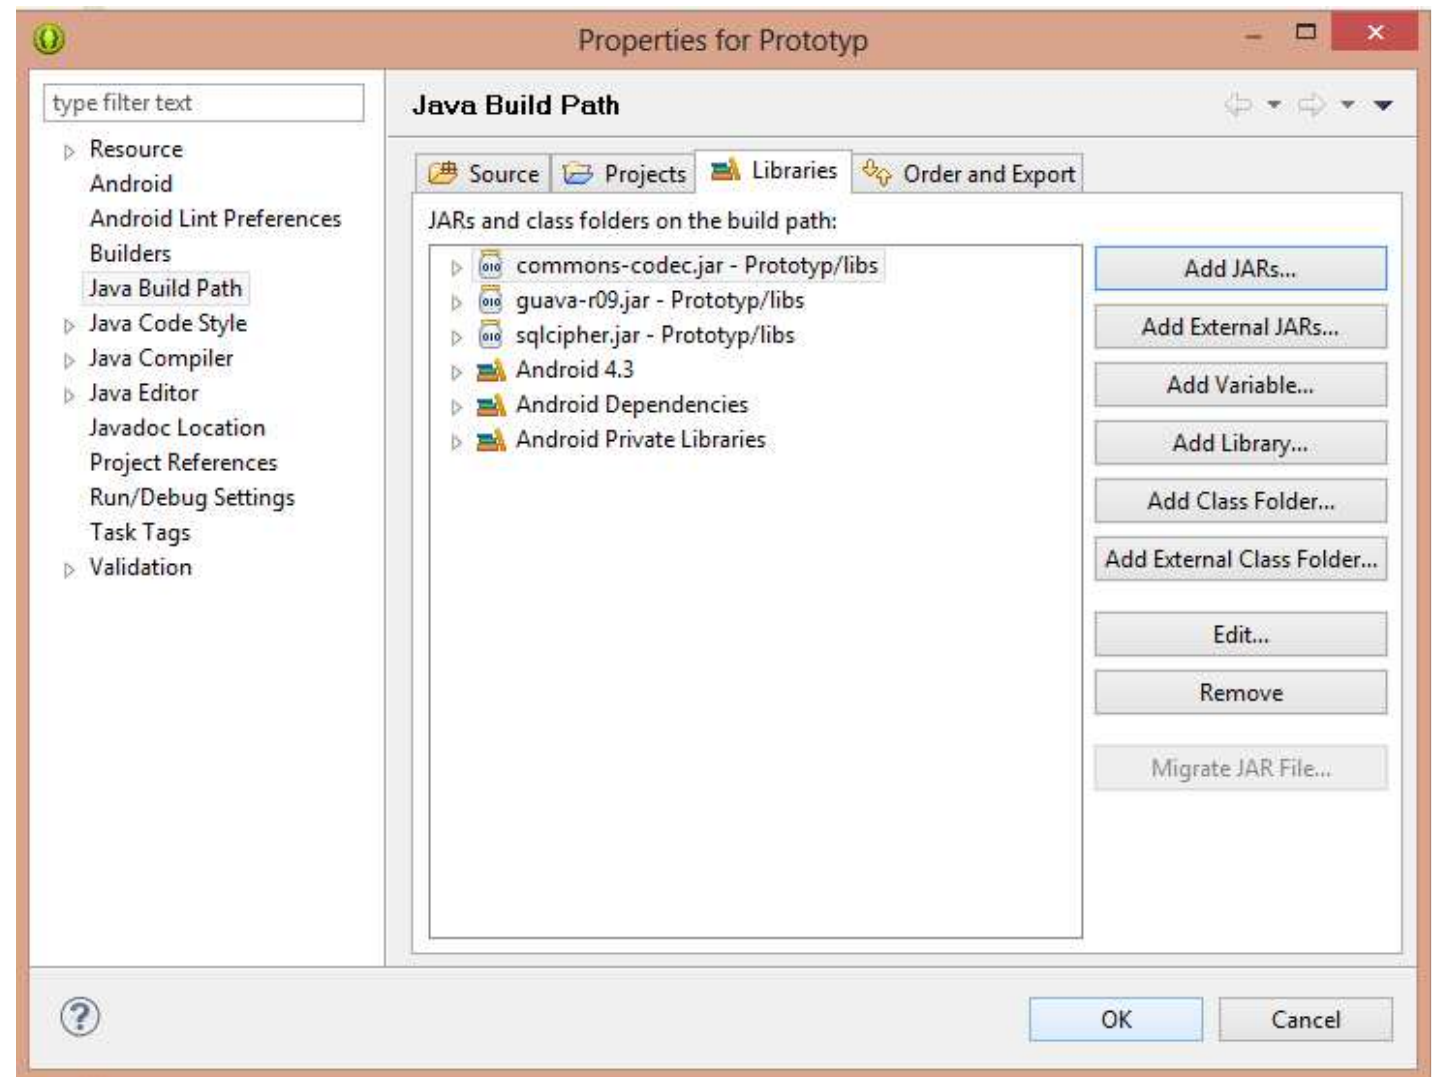 Properties for Prototyp
type filter text
Resource
Android
Android Lint Preferences
Builders
Java Build Path
Java Code Style
Java Compiler
Java Editor
Javadoc Location
Project References
Run/Debug Settings
Task Tags
Validation
Java Build Path
Source Projects Libraries Order and Export
JARs and class folders on the build path:
commons-codec.jar - Prototyp/libs
guava-r09.jar - Prototyp/libs
sqlcipher.jar - Prototyp/libs
Android 4.3
Android Dependencies
Android Private Libraries
Add JARs...
Add External JARs...
Add Variable...
Add Library...
Add Class Folder...
Add External Class Folder...
Edit...
Remove
Migrate JAR File...
OK Cancel